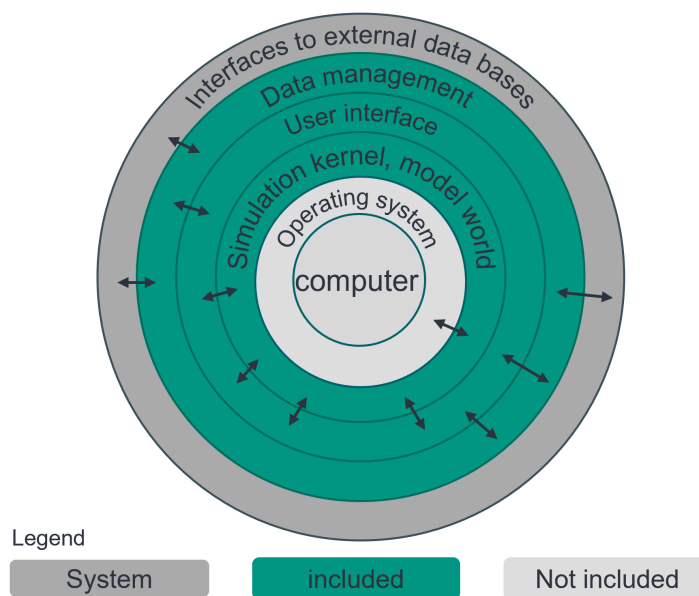 Interfaces to external data bases
Data management
User interface
Simulation kernel, model world
Operating system
computer
Legend
System
included
Not included